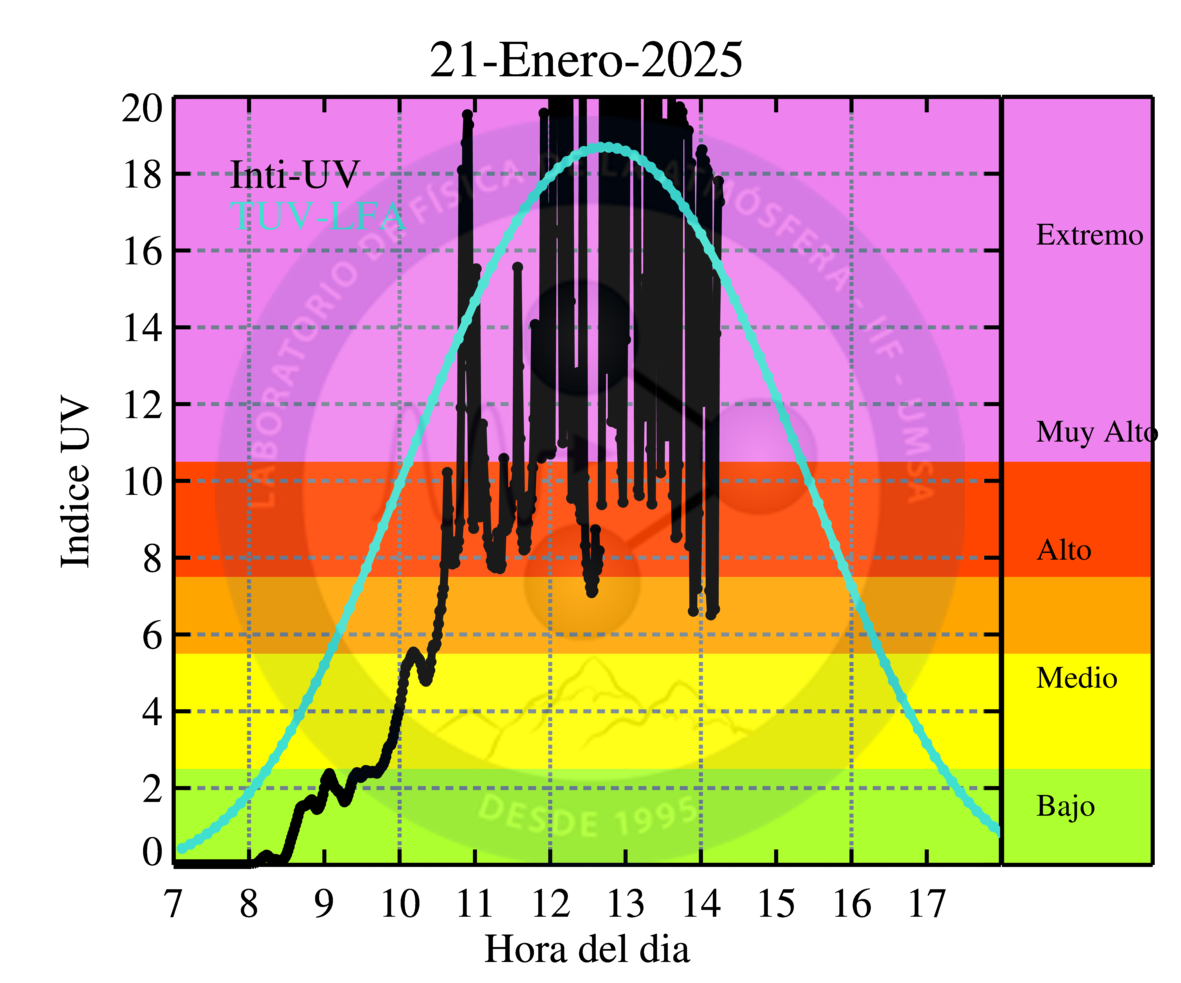 21-Enero-2025
Indice UV
20
18
16
14
12
10
8
6
4
2
0
Inti-UV
TUV-LFA
LABORATORIO DE FÍSICA DE LA ATMÓSFERA - IIF - UMSA
DESDE 1995
Extremo
Muy Alto
Alto
Medio
Bajo
7 8 9 10 11 12 13 14 15 16 17
Hora del dia